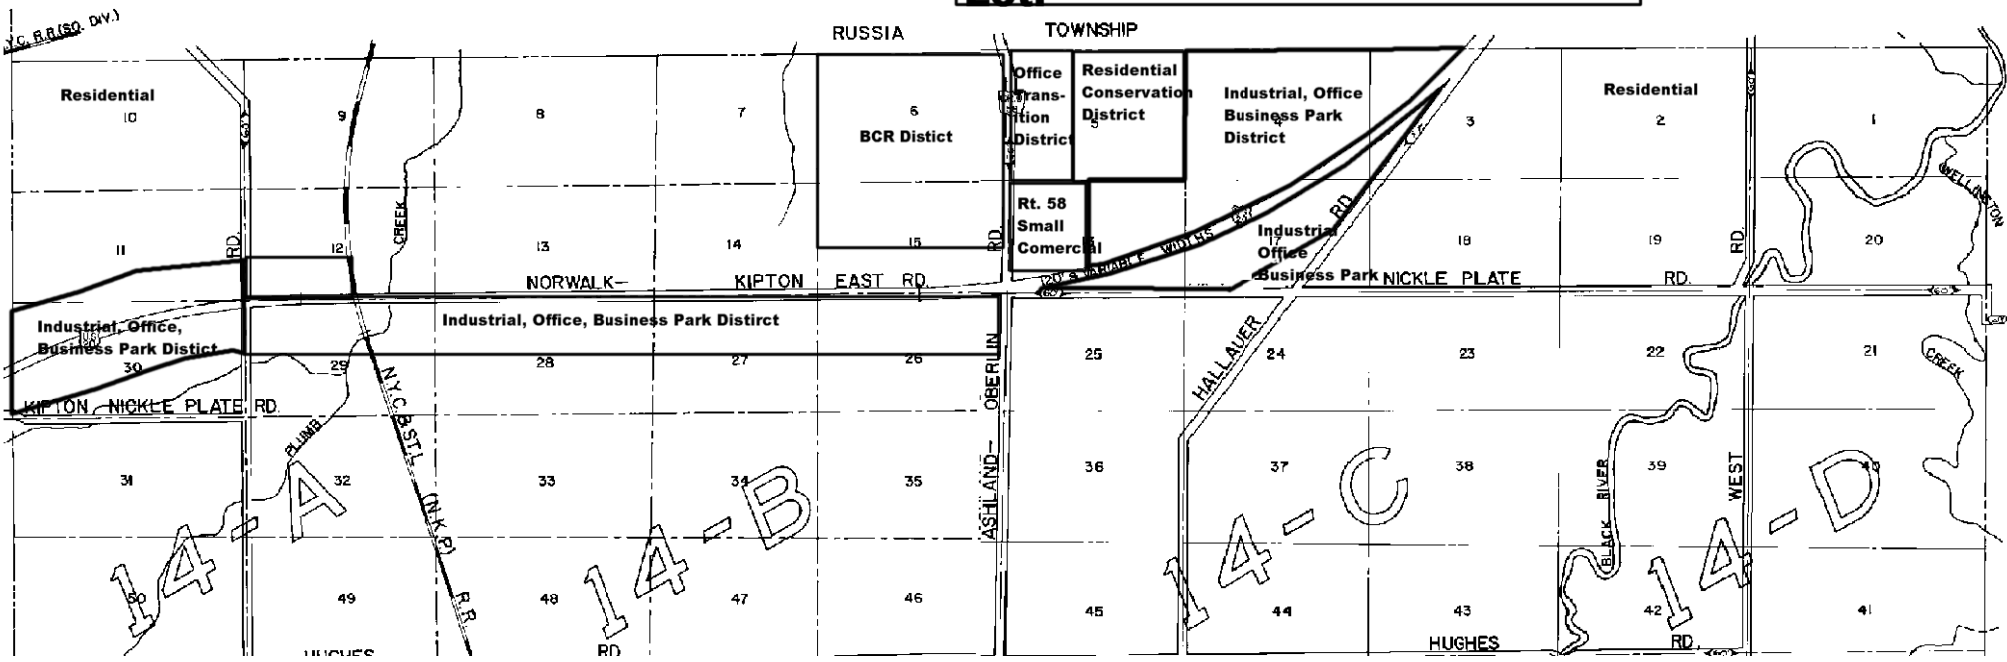 Lot:
Y.C. R.R. (SO. DIV.)
RUSSIA TOWNSHIP
Residential
10
9
8
7
6
BCR Distict
Office
Trans-
ition
District
Residential
Conservation
District
5
Industrial, Office
Business Park
District
4
3
Residential
2
1
WELLINGTON
CREEK
11
RD.
12
CREEK
13
14
15
RD.
Rt. 58
Small
Comercial
VARIABLE WIDTHS
17
RD
Industrial
Office
Business Park
18
19
RD.
20
NORWALK- KIPTON EAST RD.
NICKLE PLATE RD.
60
Industrial, Office,
Business Park Distict
30
Industrial, Office, Business Park Distirct
29
28
27
26
25
24
23
22
21
KIPTON NICKLE PLATE RD.
PLUMB
N.Y.C.&ST.L (N.K.P.) R.R.
ASHLAND- OBERLIN
HALLAUER
BLACK RIVER
WEST
31
32
33
34
35
36
37
38
39
40
14-A
14-B
14-C
14-D
50
49
48
47
46
45
44
43
42
41
HUGHES RD.
HUGHES RD.